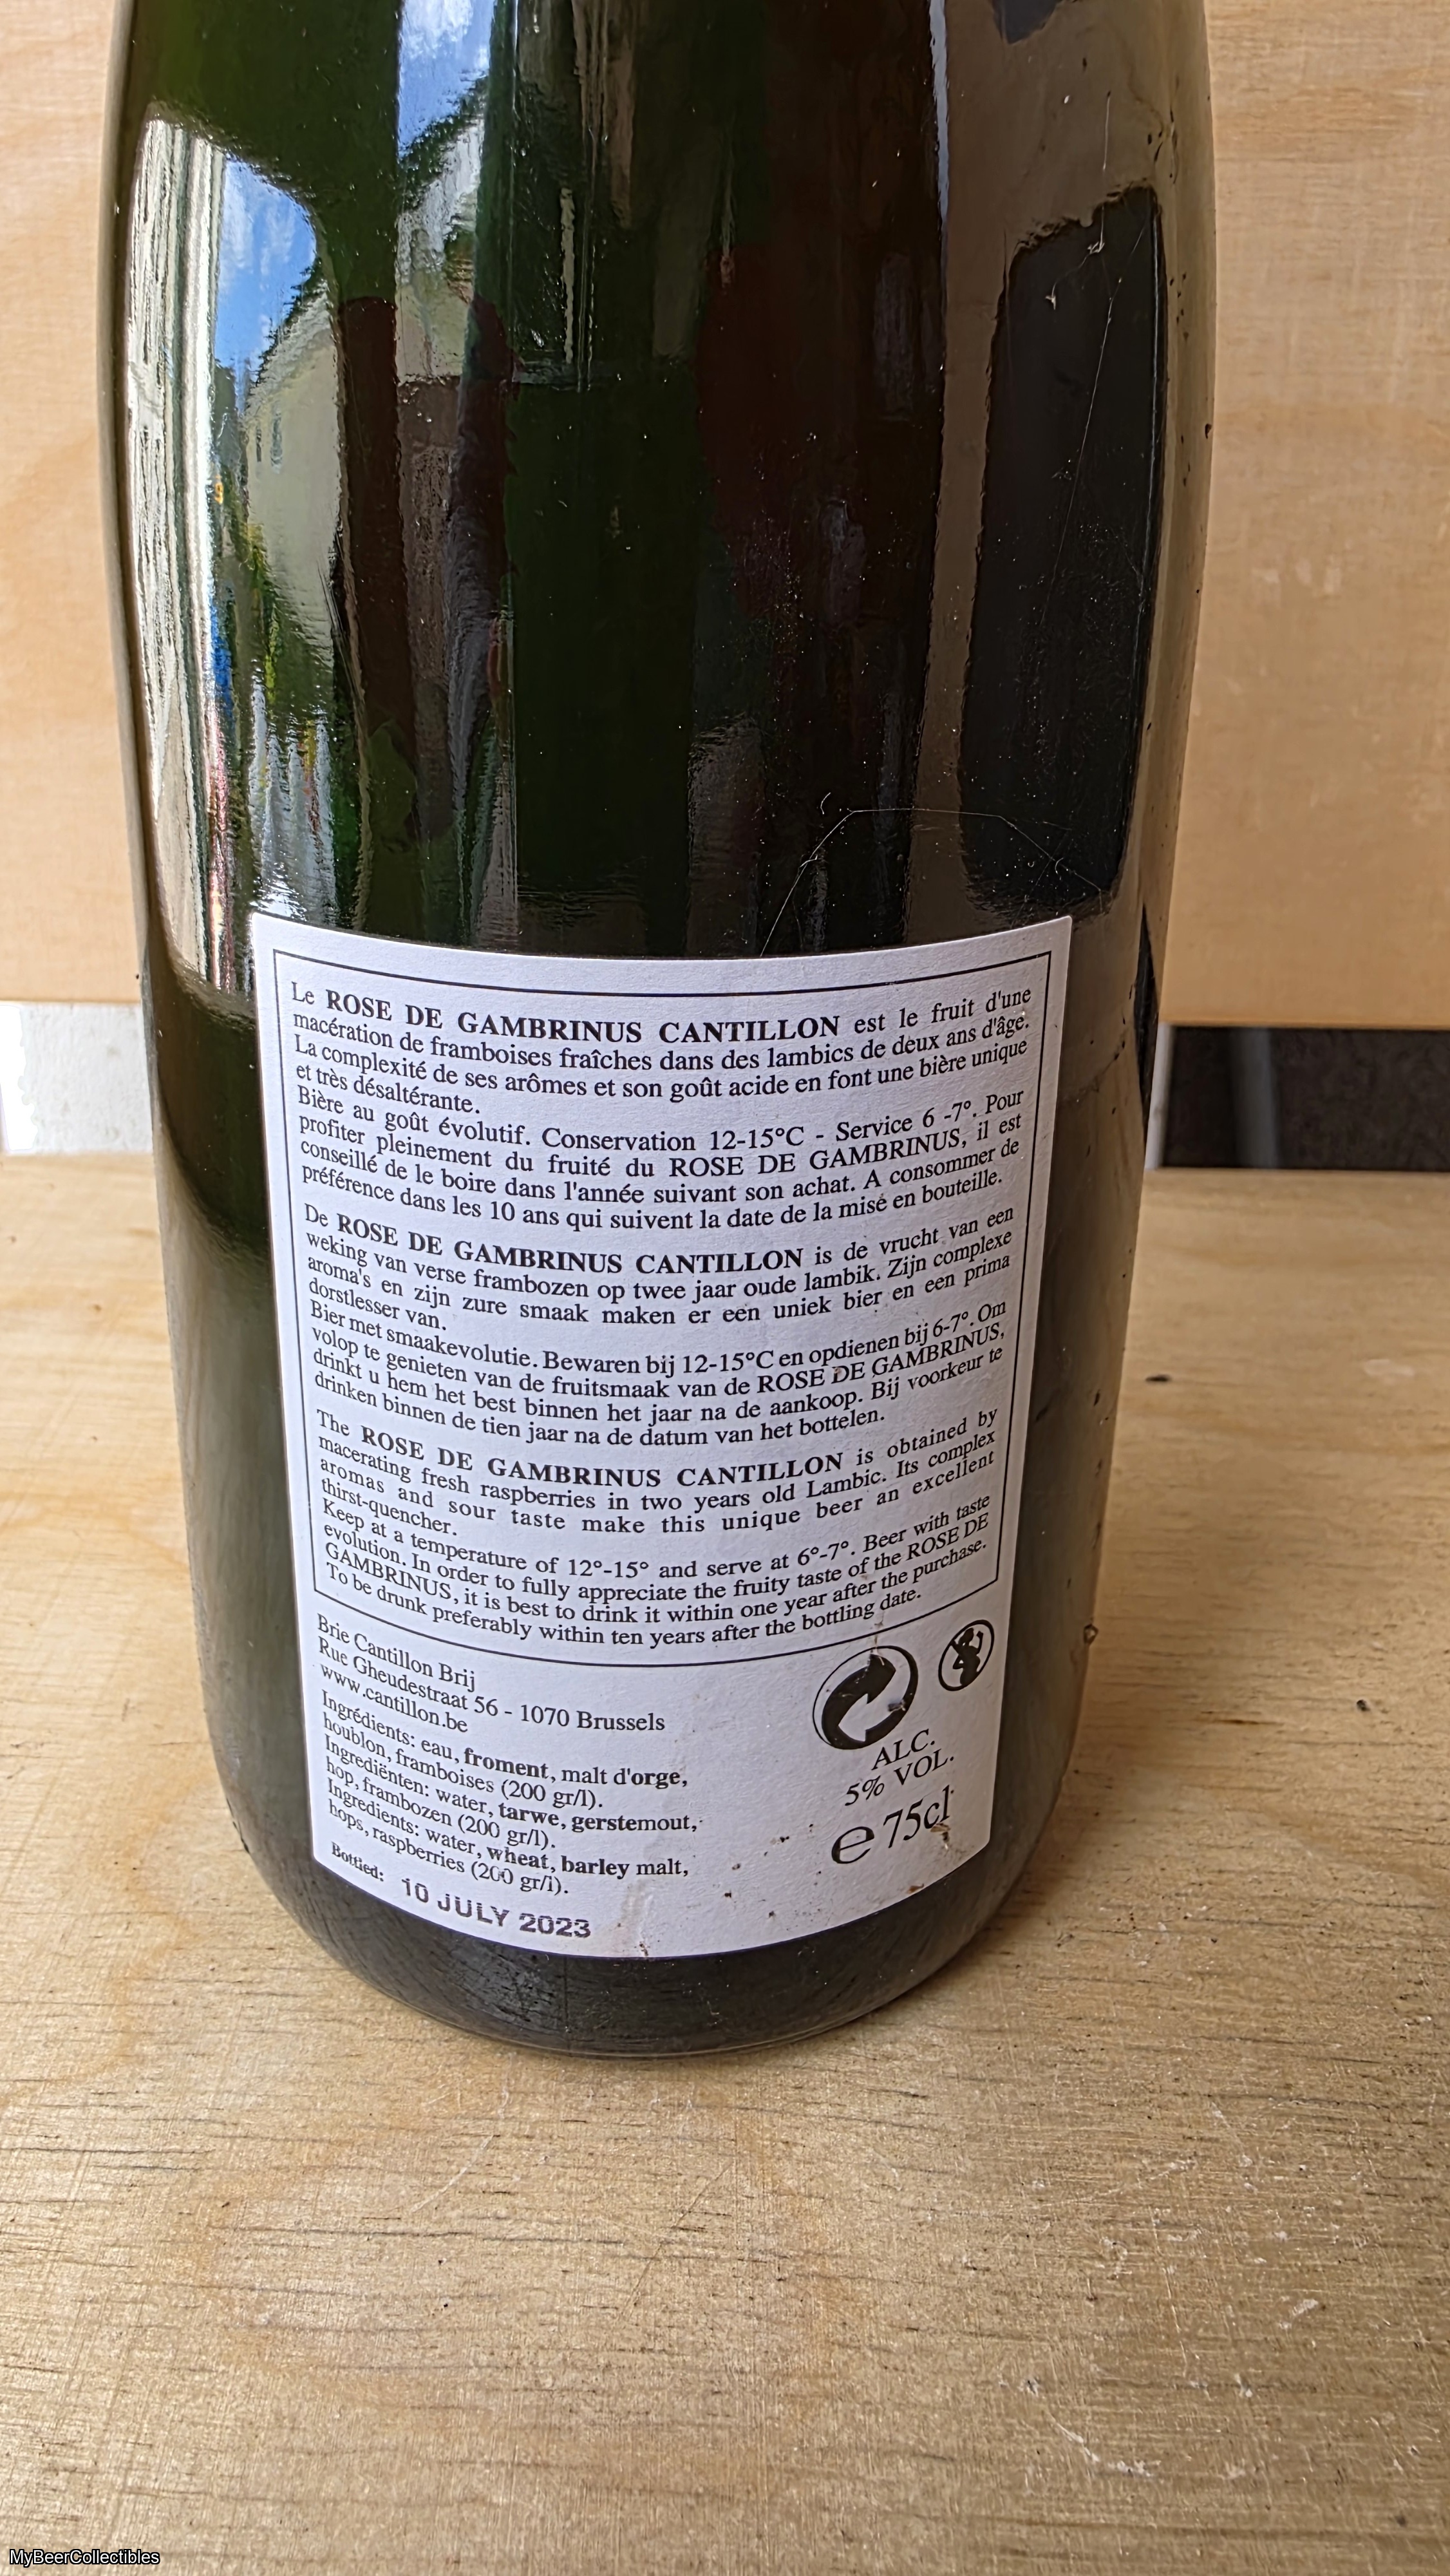 Le ROSE DE GAMBRINUS CANTILLON est le fruit d'une
macération de framboises fraîches dans des lambics de deux ans d'âge.
La complexité de ses arômes et son goût acide en font une bière unique
et très désaltérante.
Bière au goût évolutif. Conservation 12-15°C - Service 6 -7°. Pour
profiter pleinement du fruité du ROSE DE GAMBRINUS, il est
conseillé de le boire dans l'année suivant son achat. A consommer de
préférence dans les 10 ans qui suivent la date de la mise en bouteille.
De ROSE DE GAMBRINUS CANTILLON is de vrucht van een
weking van verse frambozen op twee jaar oude lambik. Zijn complexe
aroma's en zijn zure smaak maken er een uniek bier en een prima
dorstlesser van.
Bier met smaakevolutie. Bewaren bij 12-15°C en opdienen bij 6-7°. Om
volop te genieten van de fruitsmaak van de ROSE DE GAMBRINUS,
drinkt u hem het best binnen het jaar na de aankoop. Bij voorkeur te
drinken binnen de tien jaar na de datum van het bottelen.
The ROSE DE GAMBRINUS CANTILLON is obtained by
macerating fresh raspberries in two years old Lambic. Its complex
aromas and sour taste make this unique beer an excellent
thirst-quencher.
Keep at a temperature of 12°-15° and serve at 6°-7°. Beer with taste
evolution. In order to fully appreciate the fruity taste of the ROSE DE
GAMBRINUS, it is best to drink it within one year after the purchase.
To be drunk preferably within ten years after the bottling date.
Brie Cantillon Brij
Rue Gheudestraat 56 - 1070 Brussels
www.cantillon.be
Ingrédients: eau, froment, malt d'orge,
houblon, framboises (200 gr/l).
Ingrediënten: water, tarwe, gerstemout,
hop, frambozen (200 gr/l).
Ingredients: water, wheat, barley malt,
hops, raspberries (200 gr/l).
Bottled: 10 JULY 2023
ALC.
5% VOL.
e 75cl
MyBeerCollectibles